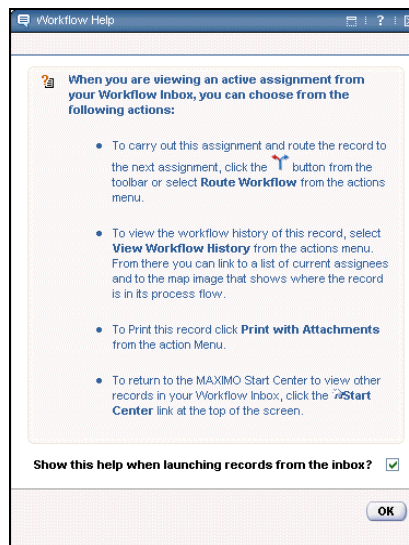 Workflow Help
When you are viewing an active assignment from
your Workflow Inbox, you can choose from the
following actions:
• To carry out this assignment and route the record to
the next assignment, click the button from the
toolbar or select Route Workflow from the actions
menu.
• To view the workflow history of this record, select
View Workflow History from the actions menu.
From there you can link to a list of current assignees
and to the map image that shows where the record
is in its process flow.
• To Print this record click Print with Attachments
from the action Menu.
• To return to the MAXIMO Start Center to view other
records in your Workflow Inbox, click the Start
Center link at the top of the screen.
Show this help when launching records from the inbox?
OK